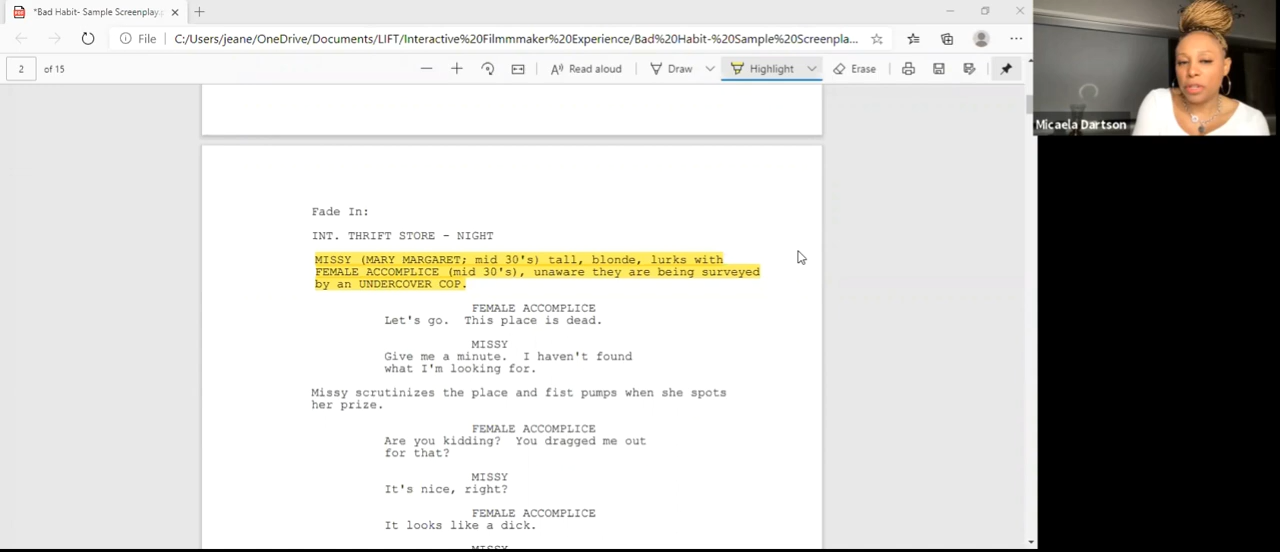 *Bad Habit- Sample Screenplay.
File
C:/Users/jeane/OneDrive/Documents/LIFT/Interactive%20Filmmaker%20Experience/Bad%20Habit-%20Sample%20Screenpla...
2
of 15
Read aloud
Draw
Highlight
Erase
Micaela Dartson
Fade In:
INT. THRIFT STORE - NIGHT
MISSY (MARY MARGARET; mid 30's) tall, blonde, lurks with
FEMALE ACCOMPLICE (mid 30's), unaware they are being surveyed
by an UNDERCOVER COP.
FEMALE ACCOMPLICE
Let's go. This place is dead.
MISSY
Give me a minute. I haven't found
what I'm looking for.
Missy scrutinizes the place and fist pumps when she spots
her prize.
FEMALE ACCOMPLICE
Are you kidding? You dragged me out
for that?
MISSY
It's nice, right?
FEMALE ACCOMPLICE
It looks like a dick.
MISSY